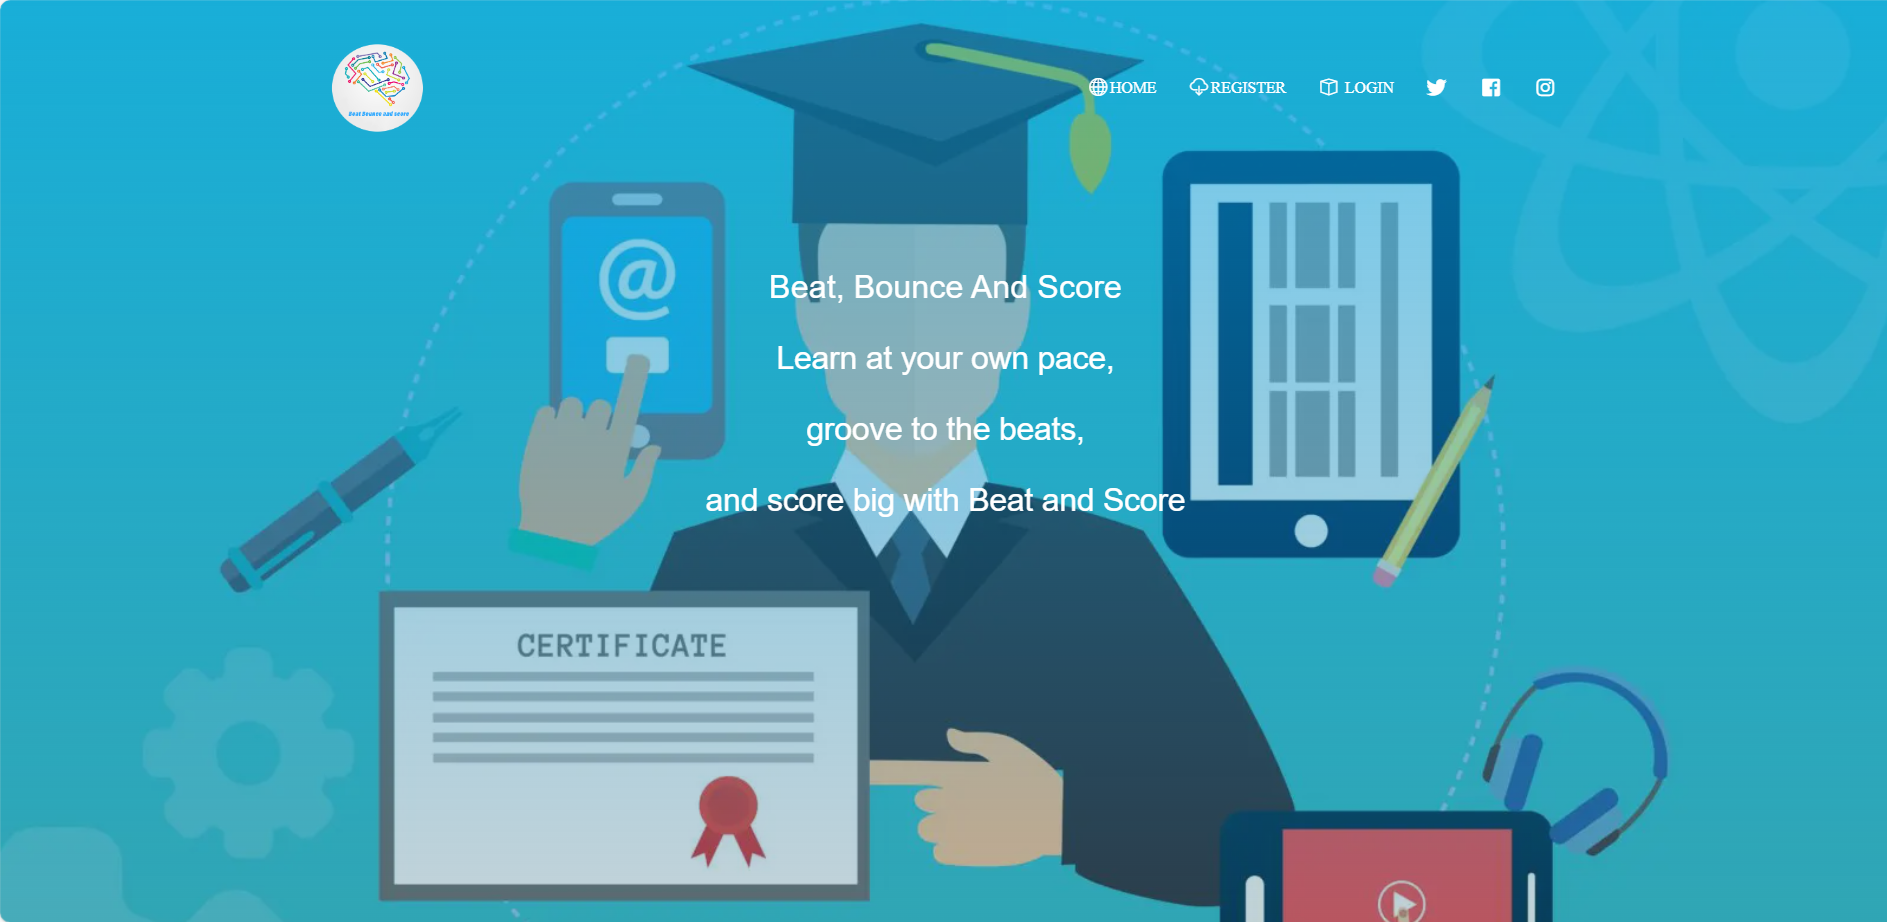 Beat Bounce and score
HOME
REGISTER
LOGIN
@
Beat, Bounce And Score
Learn at your own pace,
groove to the beats,
and score big with Beat and Score
CERTIFICATE